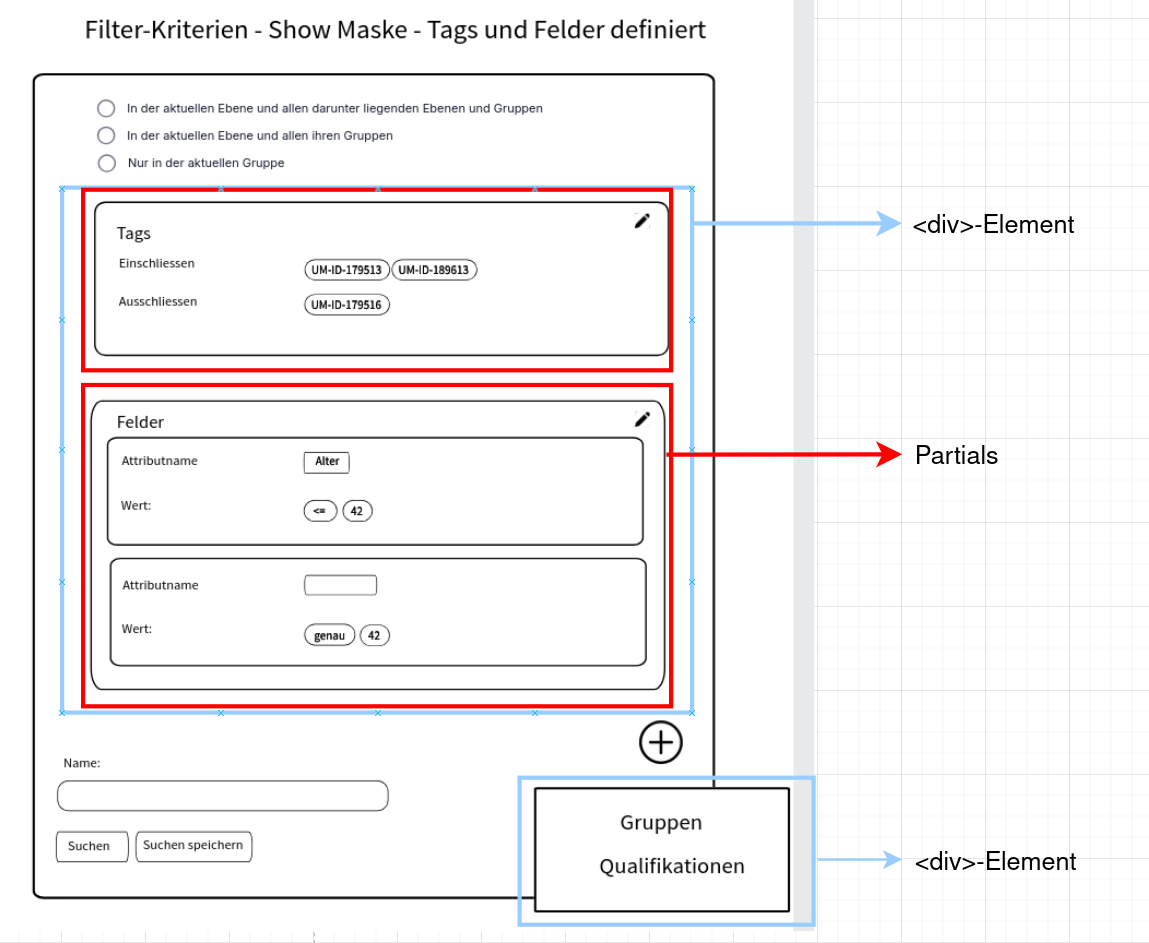 Filter-Kriterien - Show Maske - Tags und Felder definiert
In der aktuellen Ebene und allen darunter liegenden Ebenen und Gruppen
In der aktuellen Ebene und allen ihren Gruppen
Nur in der aktuellen Gruppe
Tags
<div>-Element
Einschliessen UM-ID-179513 UM-ID-189613
Ausschliessen UM-ID-179516
Felder
Attributname Alter
Partials
Wert: <= 42
Attributname
Wert: genau 42
Name:
Gruppen
Suchen Suchen speichern
Qualifikationen
<div>-Element